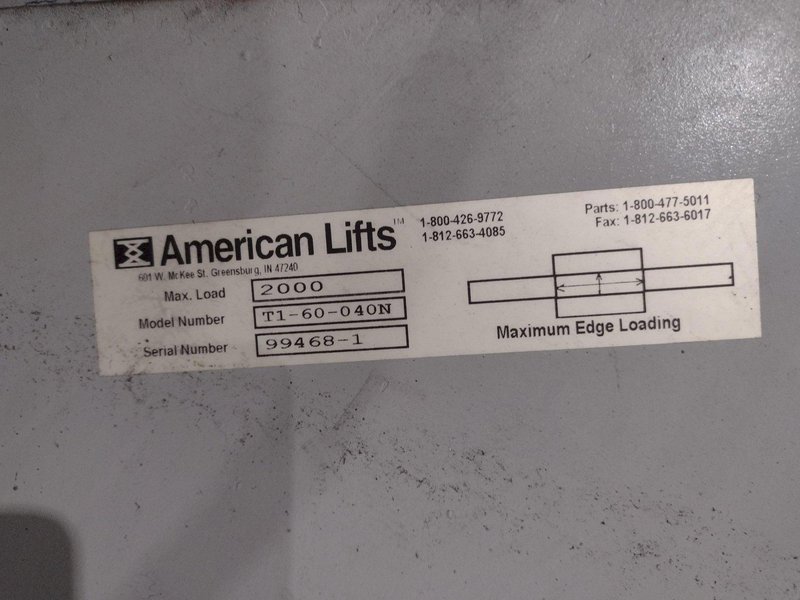 American Lifts™
601 W. McKee St. Greensburg, IN 47240
1-800-426-9772
1-812-663-4085
Parts: 1-800-477-5011
Fax: 1-812-663-6017
Max. Load 2000
Model Number T1-60-040N
Serial Number 99468-1
Maximum Edge Loading